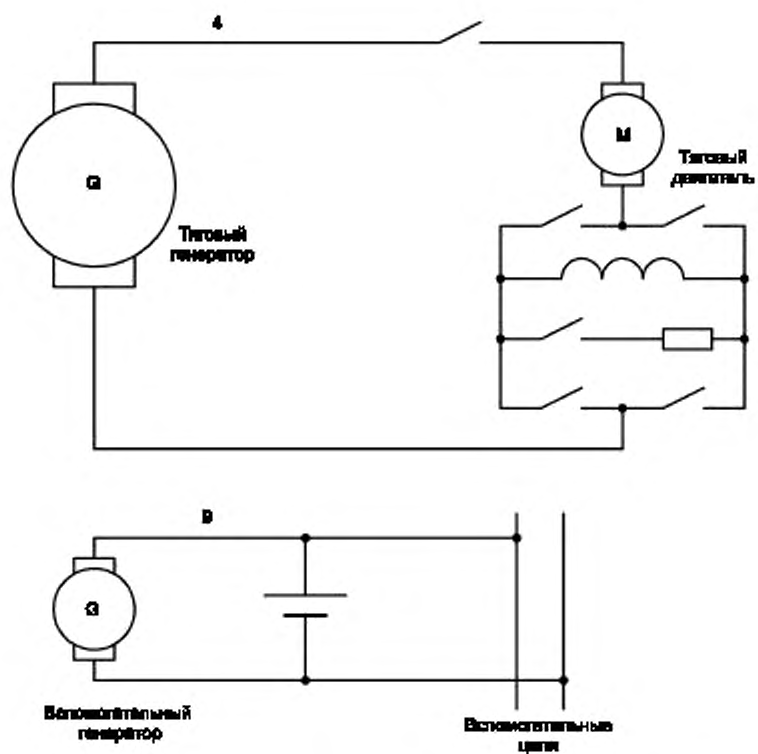 4
G
M
Тяговый
двигатель
Тяговый
генератор
9
G
Вспомогательный
генератор
Вспомогательные
цепи